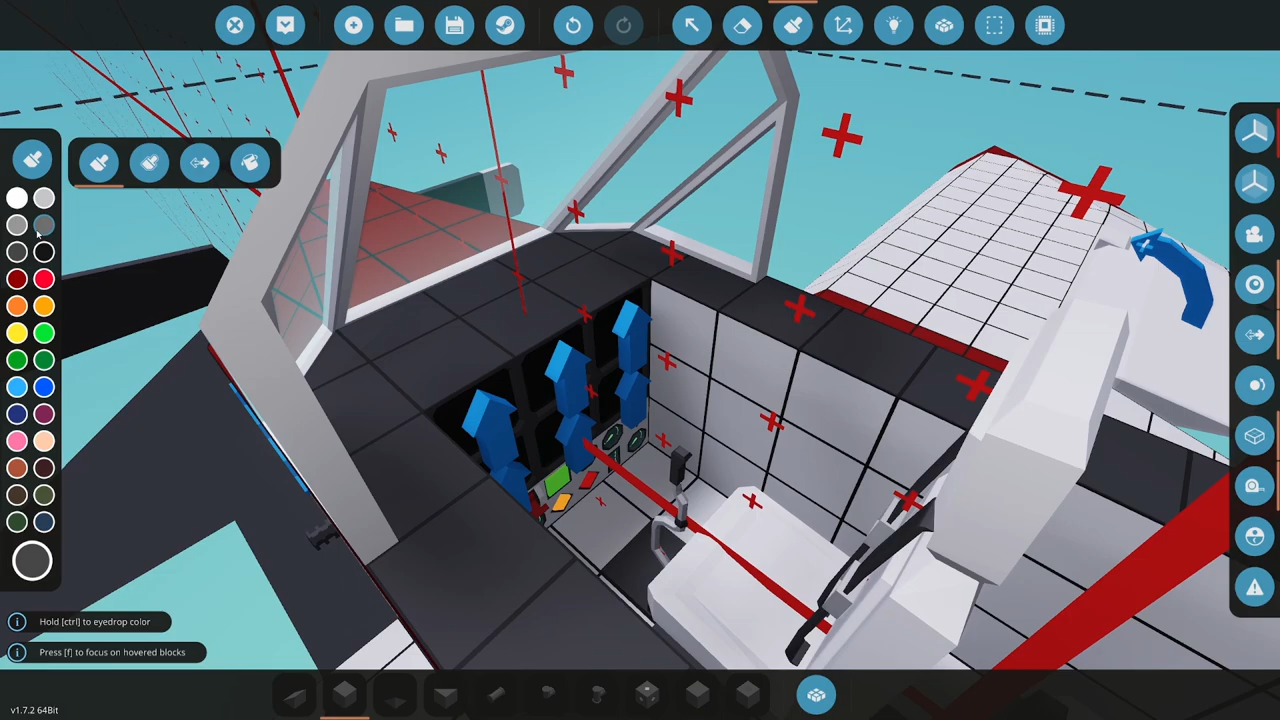 Hold [ctrl] to eyedrop color
Press [f] to focus on hovered blocks
v1.7.2 64Bit